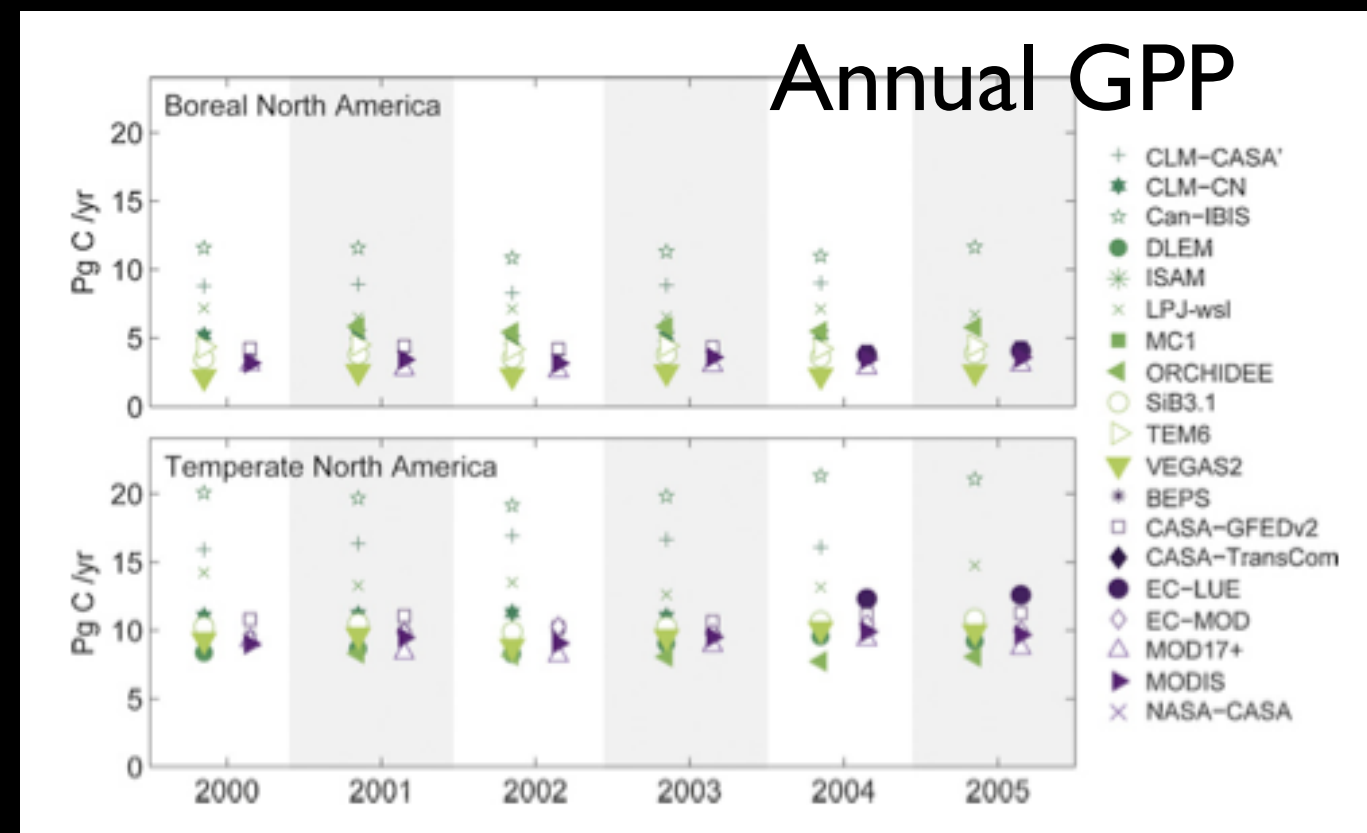 Annual GPP
Boreal North America
20
15
10
5
0
Pg C /yr
Temperate North America
20
15
10
5
0
Pg C /yr
2000 2001 2002 2003 2004 2005
CLM-CASA'
CLM-CN
Can-IBIS
DLEM
ISAM
LPJ-wsl
MC1
ORCHIDEE
SiB3.1
TEM6
VEGAS2
BEPS
CASA-GFEDv2
CASA-TransCom
EC-LUE
EC-MOD
MOD17+
MODIS
NASA-CASA